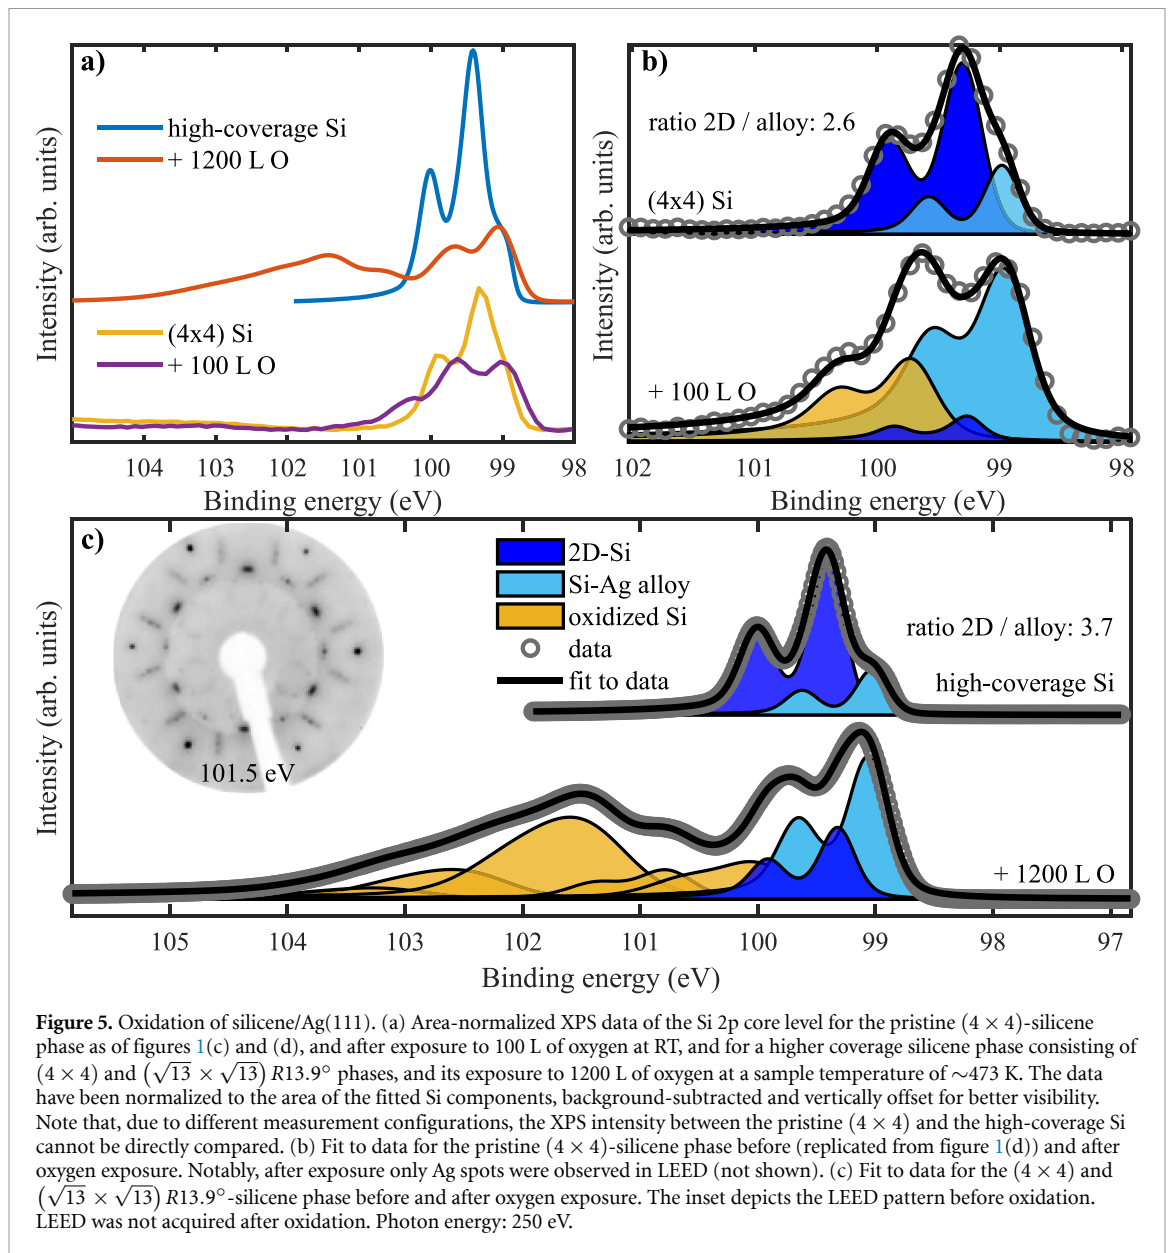 a)
high-coverage Si
+ 1200 L O
(4x4) Si
+ 100 L O
Intensity (arb. units)
104 103 102 101 100 99 98
Binding energy (eV)
b)
ratio 2D / alloy: 2.6
(4x4) Si
+ 100 L O
Intensity (arb. units)
102 101 100 99 98
Binding energy (eV)
c)
101.5 eV
2D-Si
Si-Ag alloy
oxidized Si
data
fit to data
ratio 2D / alloy: 3.7
high-coverage Si
+ 1200 L O
Intensity (arb. units)
105 104 103 102 101 100 99 98 97
Binding energy (eV)
Figure 5. Oxidation of silicene/Ag(111). (a) Area-normalized XPS data of the Si 2p core level for the pristine (4 × 4)-silicene
phase as of figures 1(c) and (d), and after exposure to 100 L of oxygen at RT, and for a higher coverage silicene phase consisting of
(4 × 4) and (√13 × √13) R13.9° phases, and its exposure to 1200 L of oxygen at a sample temperature of ~473 K. The data
have been normalized to the area of the fitted Si components, background-subtracted and vertically offset for better visibility.
Note that, due to different measurement configurations, the XPS intensity between the pristine (4 × 4) and the high-coverage Si
cannot be directly compared. (b) Fit to data for the pristine (4 × 4)-silicene phase before (replicated from figure 1(d)) and after
oxygen exposure. Notably, after exposure only Ag spots were observed in LEED (not shown). (c) Fit to data for the (4 × 4) and
(√13 × √13) R13.9°-silicene phase before and after oxygen exposure. The inset depicts the LEED pattern before oxidation.
LEED was not acquired after oxidation. Photon energy: 250 eV.